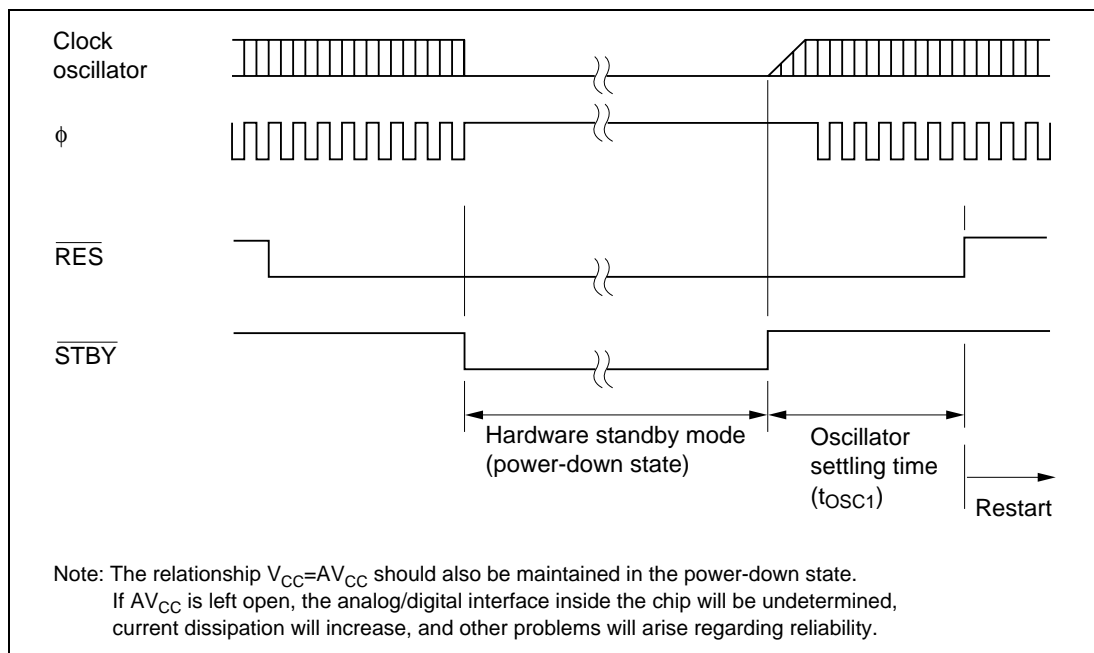 Clock
oscillator
ϕ
RES
STBY
Hardware standby mode
(power-down state)
Oscillator
settling time
(tOSC1)
Restart
Note: The relationship VCC=AVCC should also be maintained in the power-down state.
If AVCC is left open, the analog/digital interface inside the chip will be undetermined,
current dissipation will increase, and other problems will arise regarding reliability.